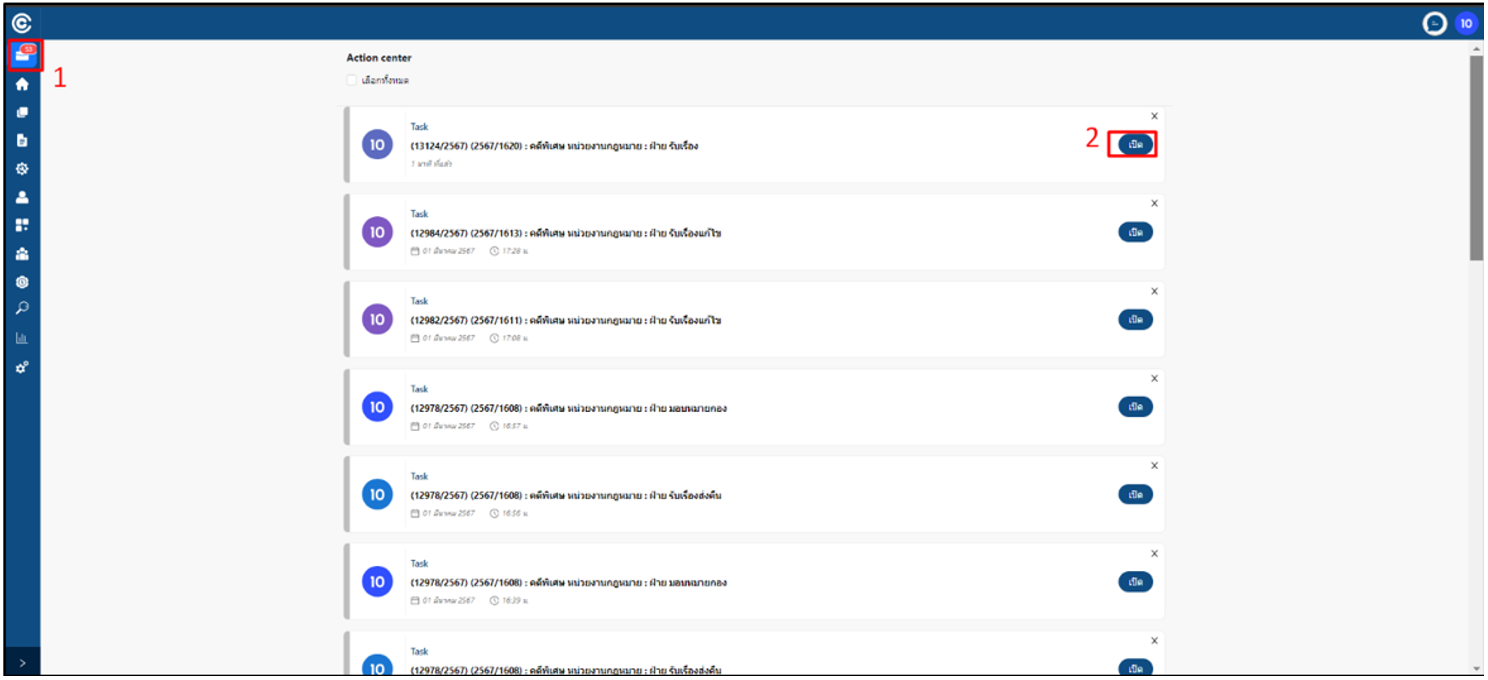 53
10
1
Action center
เลือกทั้งหมด
Task
2
10
(13124/2567) (2567/1620) : คดีพิเศษ หน่วยงานกฎหมาย : ฝ่าย รับเรื่อง
เปิด
1 นาที ที่แล้ว
Task
10
(12984/2567) (2567/1613) : คดีพิเศษ หน่วยงานกฎหมาย : ฝ่าย รับเรื่องแก้ไข
เปิด
01 มีนาคม 2567 17:28 น.
Task
10
(12982/2567) (2567/1611) : คดีพิเศษ หน่วยงานกฎหมาย : ฝ่าย รับเรื่องแก้ไข
เปิด
01 มีนาคม 2567 17:08 น.
Task
10
(12978/2567) (2567/1608) : คดีพิเศษ หน่วยงานกฎหมาย : ฝ่าย มอบหมายกอง
เปิด
01 มีนาคม 2567 16:57 น.
Task
10
(12978/2567) (2567/1608) : คดีพิเศษ หน่วยงานกฎหมาย : ฝ่าย รับเรื่องส่งคืน
เปิด
01 มีนาคม 2567 16:56 น.
Task
10
(12978/2567) (2567/1608) : คดีพิเศษ หน่วยงานกฎหมาย : ฝ่าย มอบหมายกอง
เปิด
01 มีนาคม 2567 16:39 น.
Task
10
(12978/2567) (2567/1608) : คดีพิเศษ หน่วยงานกฎหมาย : ฝ่าย รับเรื่องส่งคืน
เปิด